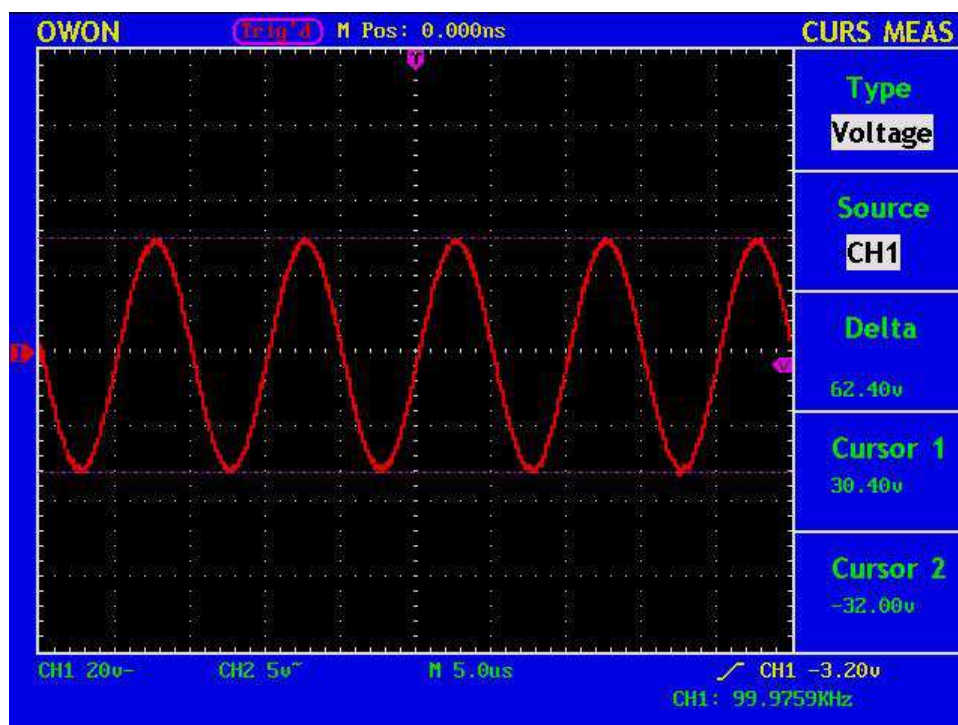 OWON Trig'd M Pos: 0.000ns CURS MEAS
Type
Voltage
Source
CH1
Delta
62.40v
Cursor 1
30.40v
Cursor 2
-32.00v
CH1 20v- CH2 5v~ M 5.0us CH1 -3.20v
CH1: 99.9759KHz